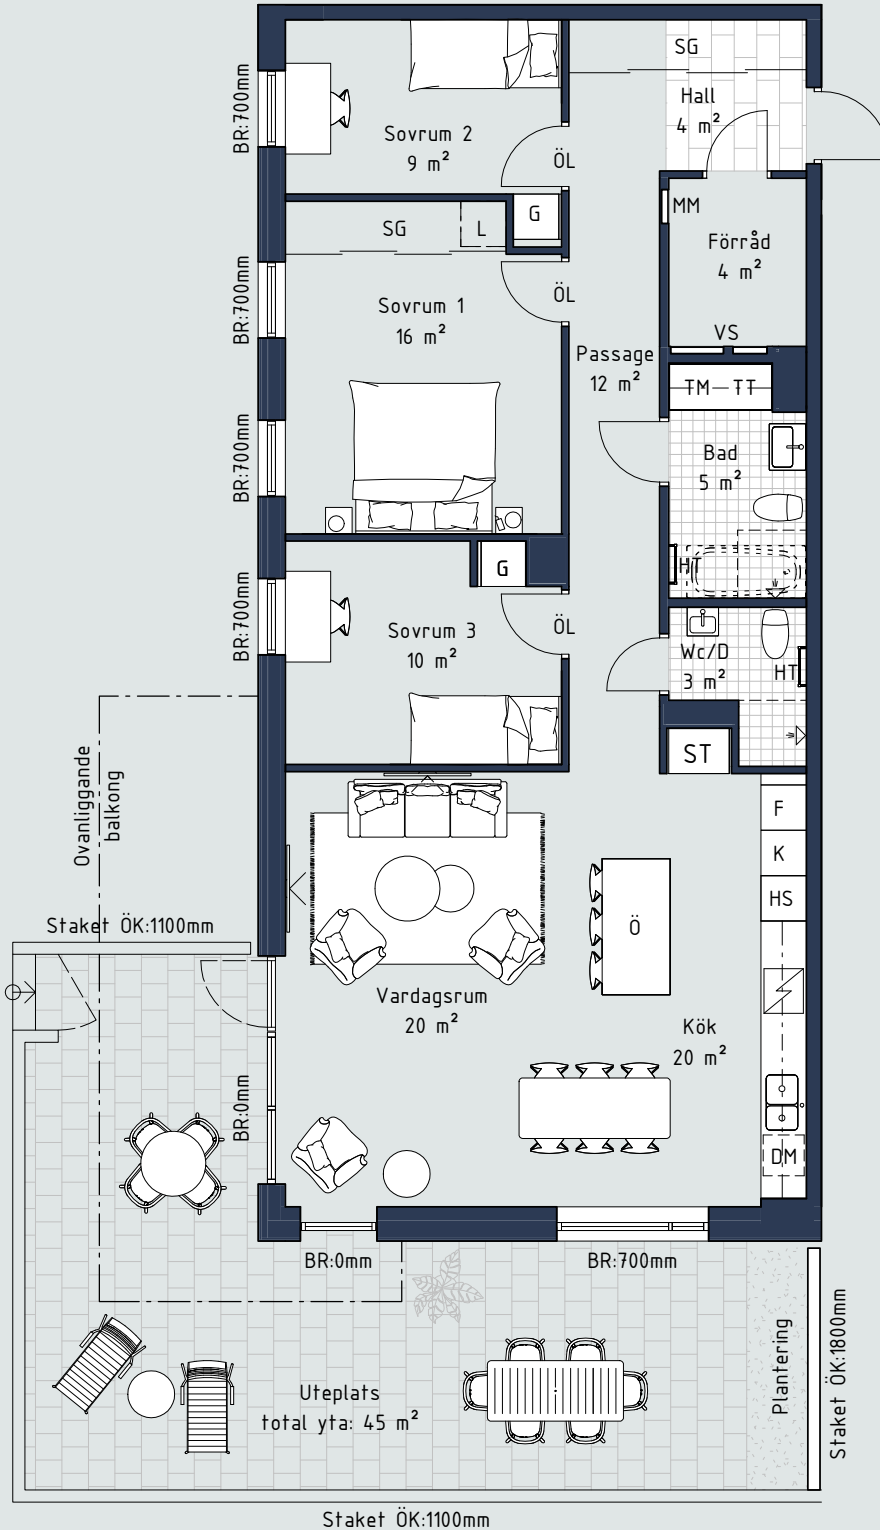 SG
Hall
4 m²
BR:700mm
Sovrum 2
9 m²
ÖL
G
MM
SG
L
Förråd
4 m²
BR:700mm
ÖL
Sovrum 1
16 m²
VS
Passage
12 m²
TM
TT
BR:700mm
Bad
5 m²
HT
G
BR:700mm
Sovrum 3
10 m²
ÖL
Wc/D
3 m²
HT
ST
Ovanliggande
balkong
F
K
HS
Ö
Staket ÖK:1100mm
Vardagsrum
20 m²
Kök
20 m²
BR:0mm
DM
BR:0mm
BR:700mm
Plantering
Staket ÖK:1800mm
Uteplats
total yta: 45 m²
Staket ÖK:1100mm